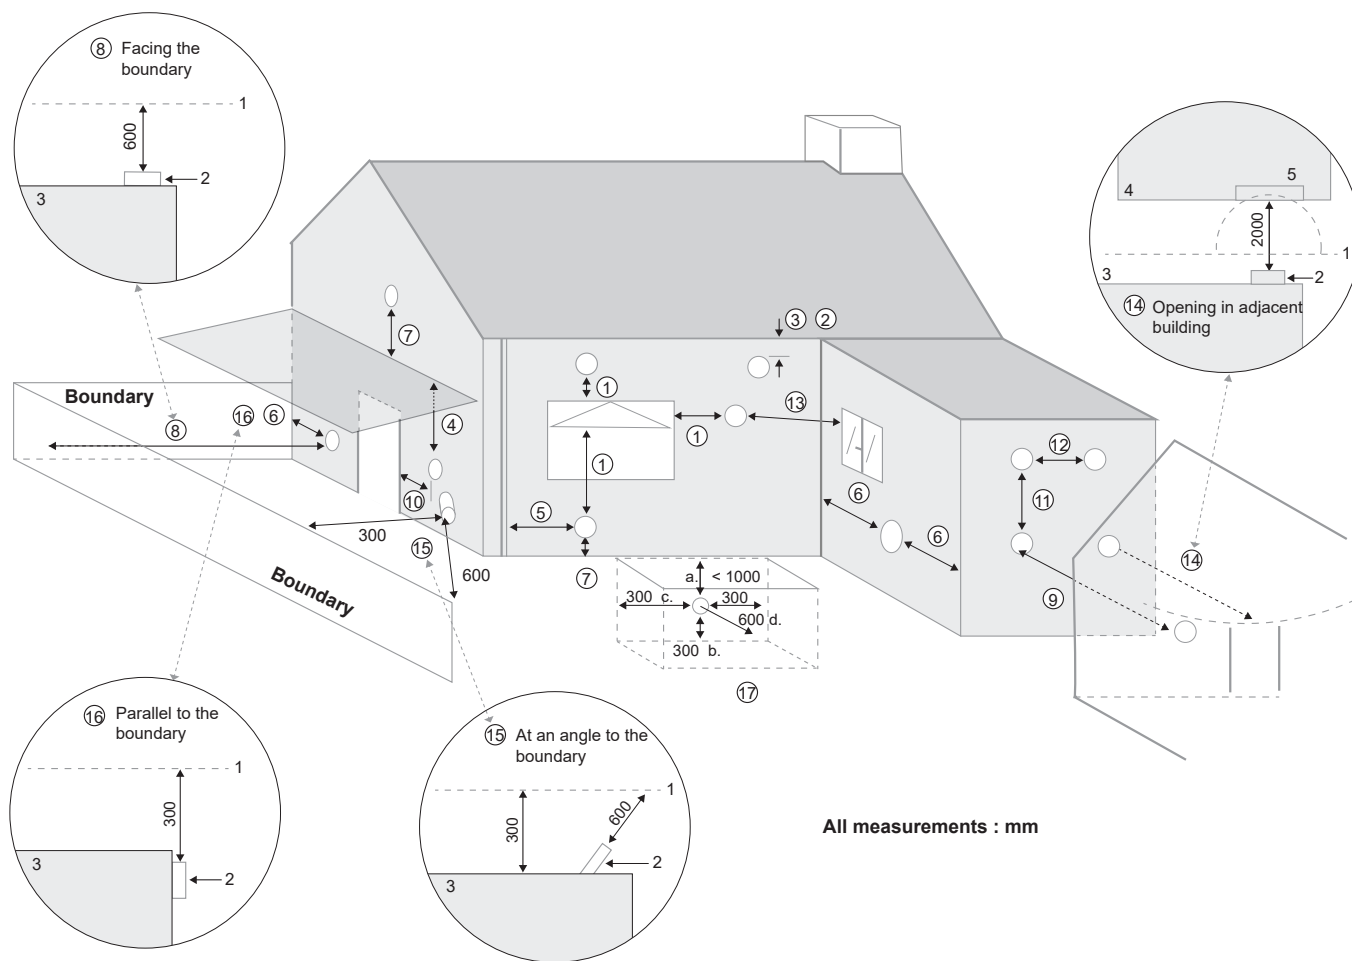 8 Facing the
boundary
1
600
2
3
4
5
2000
1
3
2
14 Opening in adjacent
building
3 2
7
1
Boundary
16 6
8
4
13
1
12
1
10
6
11
5
6
300
15
14
600
7
a. < 1000
Boundary
300 c. 300
9
600 d.
300 b.
17
16 Parallel to the
boundary
1
300
3
2
15 At an angle to the
boundary
1
300
600
2
3
All measurements : mm